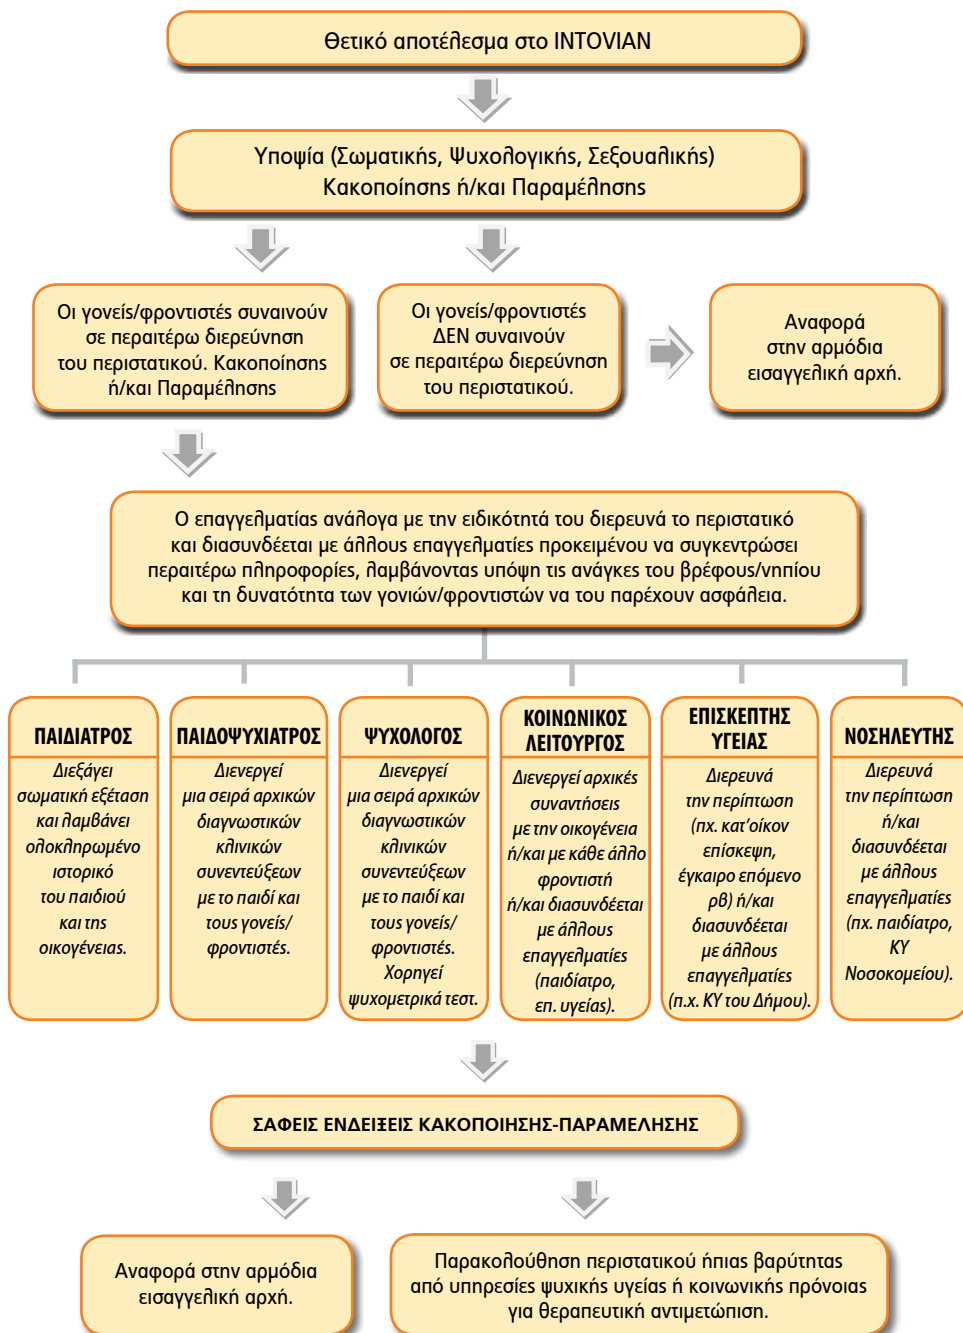 Θετικό αποτέλεσμα στο INTOVIAN
Υποψία (Σωματικής, Ψυχολογικής, Σεξουαλικής)
Κακοποίησης ή/και Παραμέλησης
Οι γονείς/φροντιστές συναινούν
σε περαιτέρω διερεύνηση
του περιστατικού. Κακοποίησης
ή/και Παραμέλησης
Οι γονείς/φροντιστές
ΔΕΝ συναινούν
σε περαιτέρω διερεύνηση
του περιστατικού.
Αναφορά
στην αρμόδια
εισαγγελική αρχή.
Ο επαγγελματίας ανάλογα με την ειδικότητά του διερευνά το περιστατικό
και διασυνδέεται με άλλους επαγγελματίες προκειμένου να συγκεντρώσει
περαιτέρω πληροφορίες, λαμβάνοντας υπόψη τις ανάγκες του βρέφους/νηπίου
και τη δυνατότητα των γονιών/φροντιστών να του παρέχουν ασφάλεια.
ΠΑΙΔΙΑΤΡΟΣ
Διεξάγει
σωματική εξέταση
και λαμβάνει
ολοκληρωμένο
ιστορικό
του παιδιού
και της
οικογένειας.
ΠΑΙΔΟΨΥΧΙΑΤΡΟΣ
Διενεργεί
μια σειρά αρχικών
διαγνωστικών
κλινικών
συνεντεύξεων
με το παιδί και
τους γονείς/
φροντιστές.
ΨΥΧΟΛΟΓΟΣ
Διενεργεί
μια σειρά αρχικών
διαγνωστικών
κλινικών
συνεντεύξεων
με το παιδί και
τους γονείς/
φροντιστές.
Χορηγεί
ψυχομετρικά τεστ.
ΚΟΙΝΩΝΙΚΟΣ
ΛΕΙΤΟΥΡΓΟΣ
Διενεργεί αρχικές
συναντήσεις
με την οικογένεια
ή/και με κάθε άλλο
φροντιστή
ή/και διασυνδέεται
με άλλους
επαγγελματίες
(παιδίατρο,
επ. υγείας).
ΕΠΙΣΚΕΠΤΗΣ
ΥΓΕΙΑΣ
Διερευνά
την περίπτωση
(πχ. κατ’οίκον
επίσκεψη,
έγκαιρο επόμενο
ρβ) ή/και
διασυνδέεται
με άλλους
επαγγελματίες
(π.χ. ΚΥ του Δήμου).
ΝΟΣΗΛΕΥΤΗΣ
Διερευνά
την περίπτωση
ή/και
διασυνδέεται
με άλλους
επαγγελματίες
(πχ. παιδίατρο,
ΚΥ
Νοσοκομείου).
ΣΑΦΕΙΣ ΕΝΔΕΙΞΕΙΣ ΚΑΚΟΠΟΙΗΣΗΣ-ΠΑΡΑΜΕΛΗΣΗΣ
Αναφορά στην αρμόδια
εισαγγελική αρχή.
Παρακολούθηση περιστατικού ήπιας βαρύτητας
από υπηρεσίες ψυχικής υγείας ή κοινωνικής πρόνοιας
για θεραπευτική αντιμετώπιση.